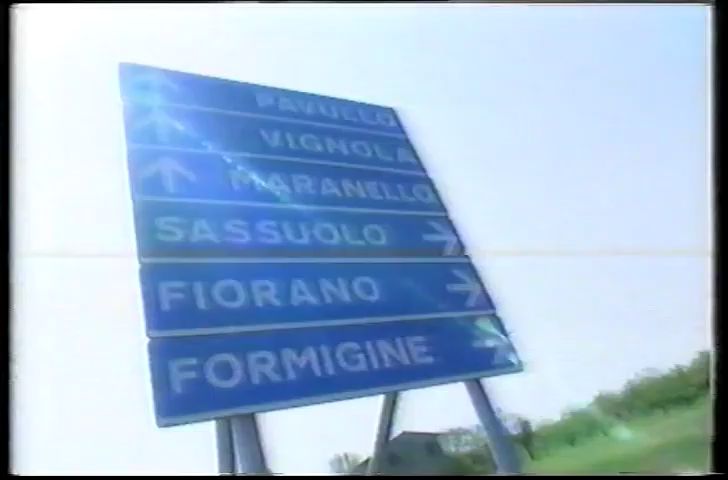 PAVULLO
VIGNOLA
MARANELLO
SASSUOLO
FIORANO
FORMIGINE